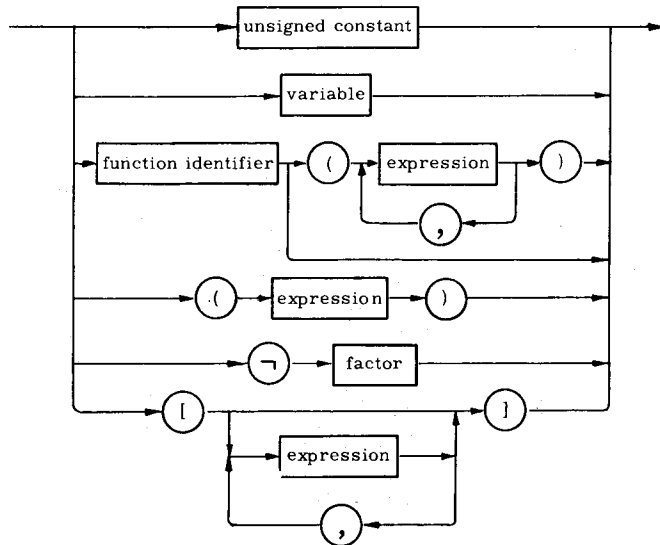 unsigned constant
variable
function identifier ( expression )
,
( expression )
¬ factor
[ ]
expression
,